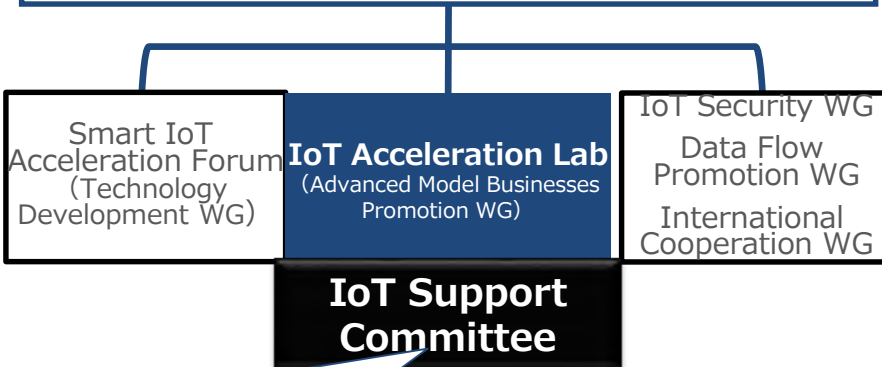 Smart IoT
Acceleration Forum
（Technology
Development WG）
IoT Acceleration Lab
（Advanced Model Businesses
Promotion WG）
IoT Security WG
Data Flow
Promotion WG
International
Cooperation WG
IoT Support
Committee